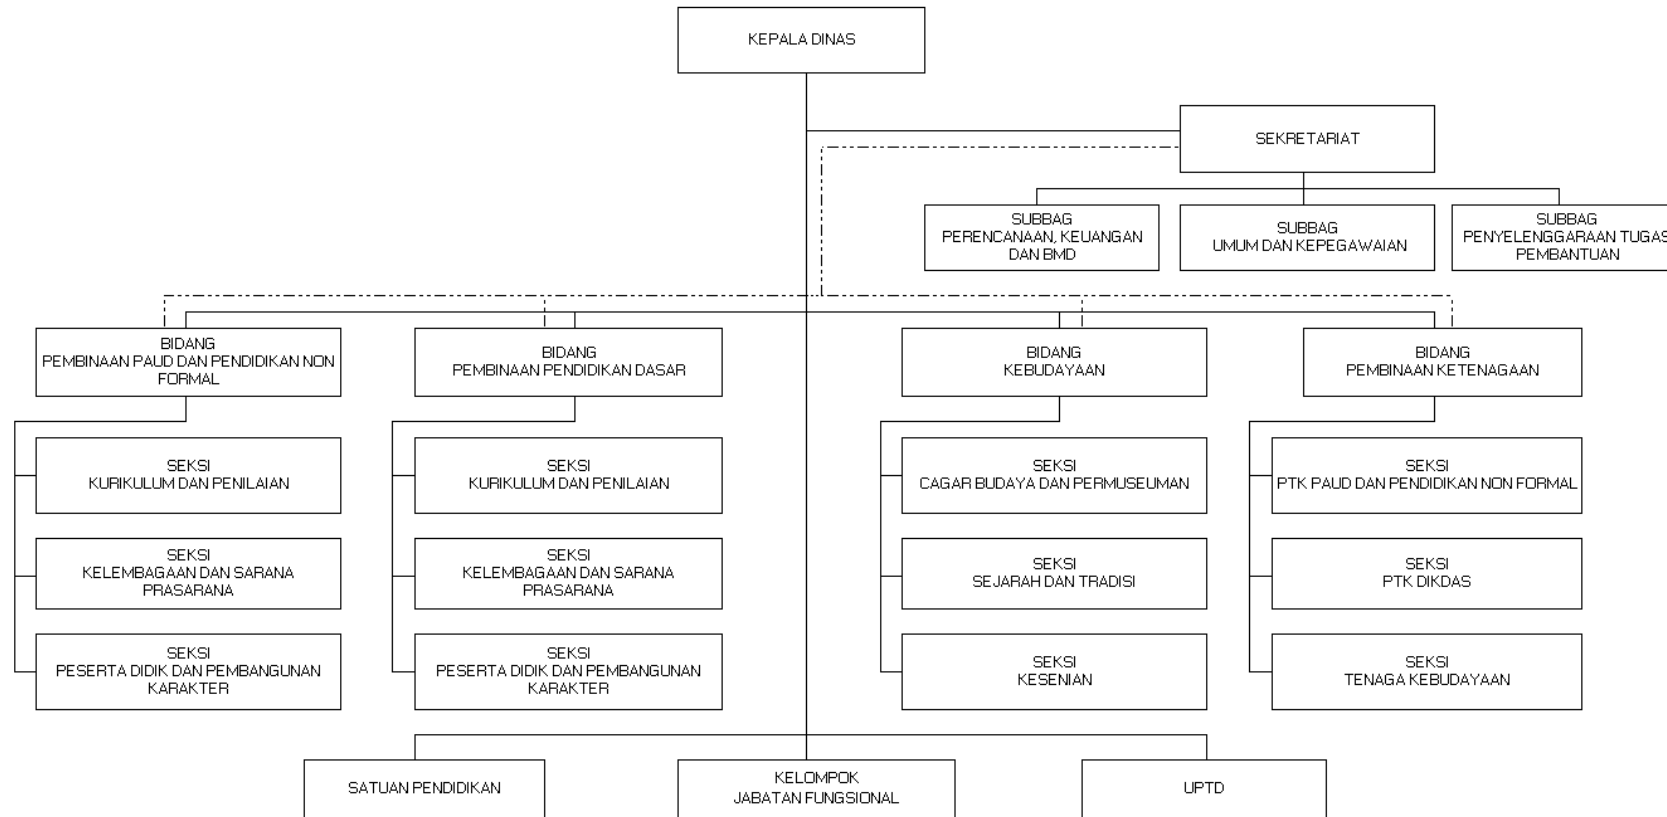 KEPALA DINAS
SEKRETARIAT
SUBBAG
PERENCANAAN, KEUANGAN
DAN BMD
SUBBAG
UMUM DAN KEPEGAWAIAN
SUBBAG
PENYELENGGARAAN TUGAS
PEMBANTUAN
BIDANG
PEMBINAAN PAUD DAN PENDIDIKAN NON
FORMAL
BIDANG
PEMBINAAN PENDIDIKAN DASAR
BIDANG
KEBUDAYAAN
BIDANG
PEMBINAAN KETENAGAAN
SEKSI
KURIKULUM DAN PENILAIAN
SEKSI
KURIKULUM DAN PENILAIAN
SEKSI
CAGAR BUDAYA DAN PERMUSEUMAN
SEKSI
PTK PAUD DAN PENDIDIKAN NON FORMAL
SEKSI
KELEMBAGAAN DAN SARANA
PRASARANA
SEKSI
KELEMBAGAAN DAN SARANA
PRASARANA
SEKSI
SEJARAH DAN TRADISI
SEKSI
PTK DIKDAS
SEKSI
PESERTA DIDIK DAN PEMBANGUNAN
KARAKTER
SEKSI
PESERTA DIDIK DAN PEMBANGUNAN
KARAKTER
SEKSI
KESENIAN
SEKSI
TENAGA KEBUDAYAAN
SATUAN PENDIDIKAN
KELOMPOK
JABATAN FUNGSIONAL
UPTD